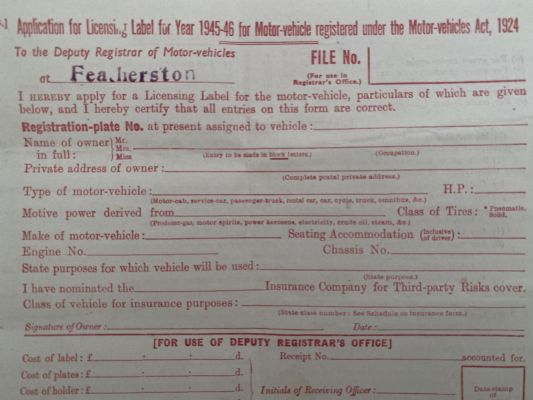 Application for Licensing Label for Year 1945-46 for Motor-vehicle registered under the Motor-vehicles Act, 1924
To the Deputy Registrar of Motor-vehicles
at Featherston
FILE No.
(For use in
Registrar's Office.)
I HEREBY apply for a Licensing Label for the motor-vehicle, particulars of which are given
below, and I hereby certify that all entries on this form are correct.
Registration-plate No. at present assigned to vehicle:
Name of owner in full: Mr. Mrs. Miss
(Entry to be made in block letters.) (Occupation.)
Private address of owner:
(Complete postal private address.)
Type of motor-vehicle: H.P.:
(Motor-cab, service-car, passenger-truck, rental car, car, cycle, truck, omnibus, &c.)
Motive power derived from Class of Tires: * Pneumatic. Solid.
(Producer-gas, motor spirits, power kerosene, electricity, crude oil, steam, &c.)
Make of motor-vehicle: Seating Accommodation (inclusive of driver):
Engine No. Chassis No.
State purposes for which vehicle will be used:
(State purpose.)
I have nominated the Insurance Company for Third-party Risks cover.
Class of vehicle for insurance purposes:
(State class number: See Schedule on Insurance form.)
Signature of Owner: Date:
[FOR USE OF DEPUTY REGISTRAR'S OFFICE]
Cost of label: £ . . d. Receipt No. accounted for.
Cost of plates: £ . . d.
Cost of holder: £ . . d. Initials of Receiving Officer:
Date-stamp
of